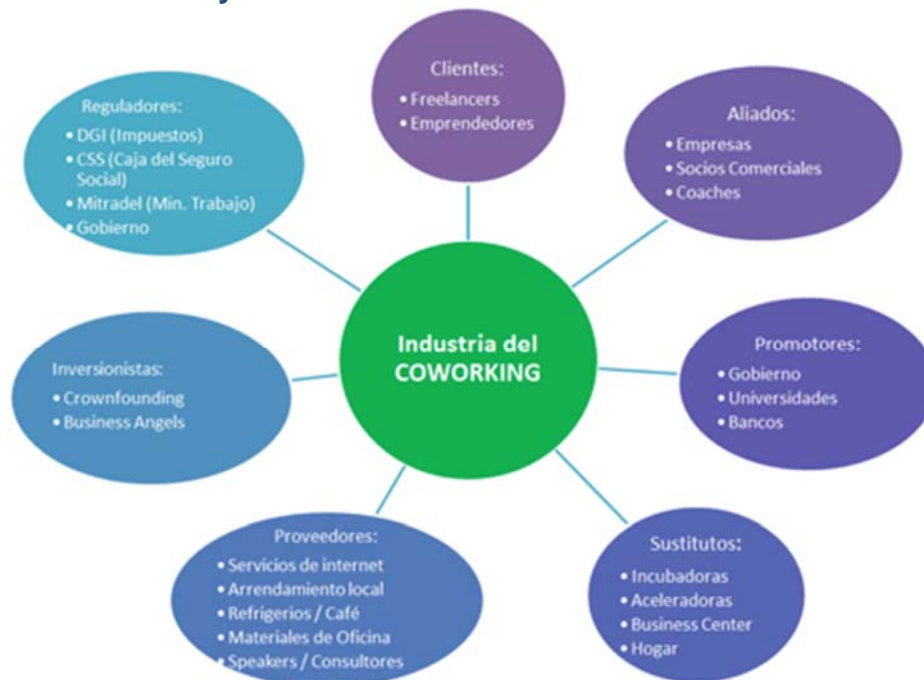 Clientes:
• Freelancers
• Emprendedores
Aliados:
• Empresas
• Socios Comerciales
• Coaches
Promotores:
• Gobierno
• Universidades
• Bancos
Sustitutos:
• Incubadoras
• Aceleradoras
• Business Center
• Hogar
Proveedores:
• Servicios de internet
• Arrendamiento local
• Refrigerios / Café
• Materiales de Oficina
• Speakers / Consultores
Inversionistas:
• Crownfounding
• Business Angels
Reguladores:
• DGI (Impuestos)
• CSS (Caja del Seguro
Social)
• Mitradel (Min. Trabajo)
• Gobierno
Industria del
COWORKING